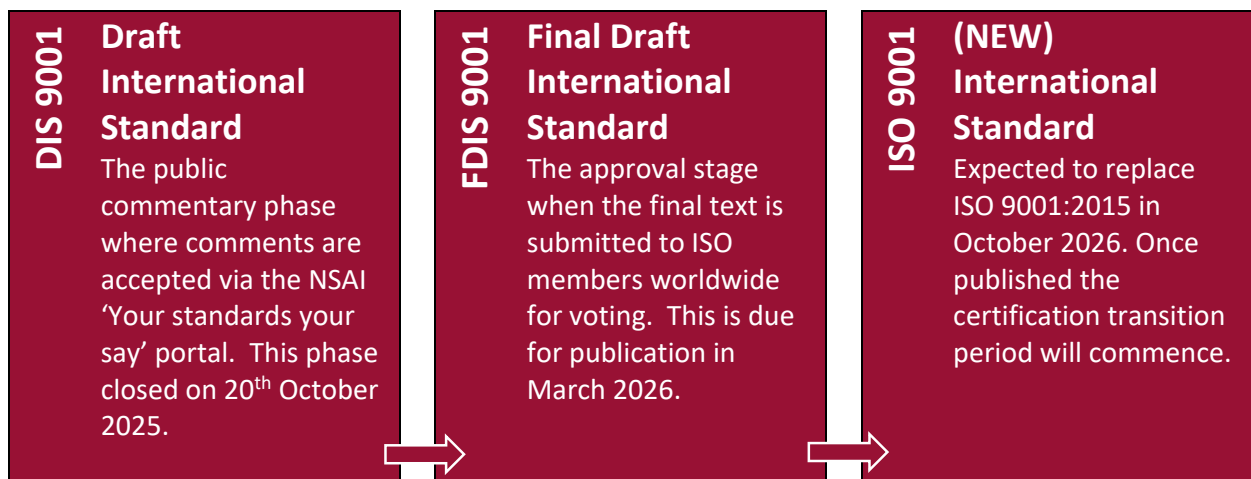 DIS 9001
Draft
International
Standard
The public
commentary phase
where comments are
accepted via the NSAI
‘Your standards your
say’ portal.  This phase
closed on 20th October
2025.
FDIS 9001
Final Draft
International
Standard
The approval stage
when the final text is
submitted to ISO
members worldwide
for voting.  This is due
for publication in
March 2026.
ISO 9001
(NEW)
International
Standard
Expected to replace
ISO 9001:2015 in
October 2026. Once
published the
certification transition
period will commence.